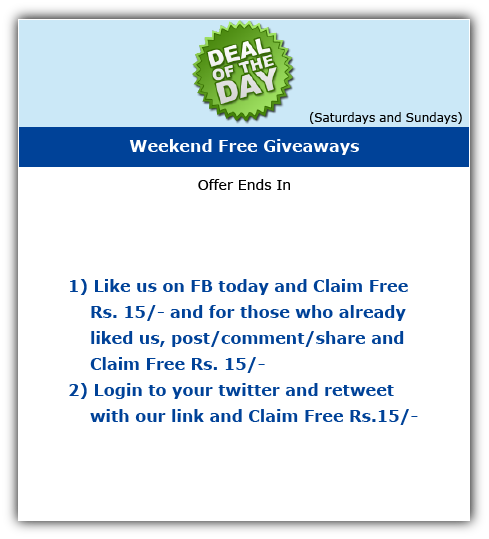 DEAL
OF THE
DAY
(Saturdays and Sundays)
Weekend Free Giveaways
Offer Ends In
1) Like us on FB today and Claim Free
Rs. 15/- and for those who already
liked us, post/comment/share and
Claim Free Rs. 15/-
2) Login to your twitter and retweet
with our link and Claim Free Rs.15/-